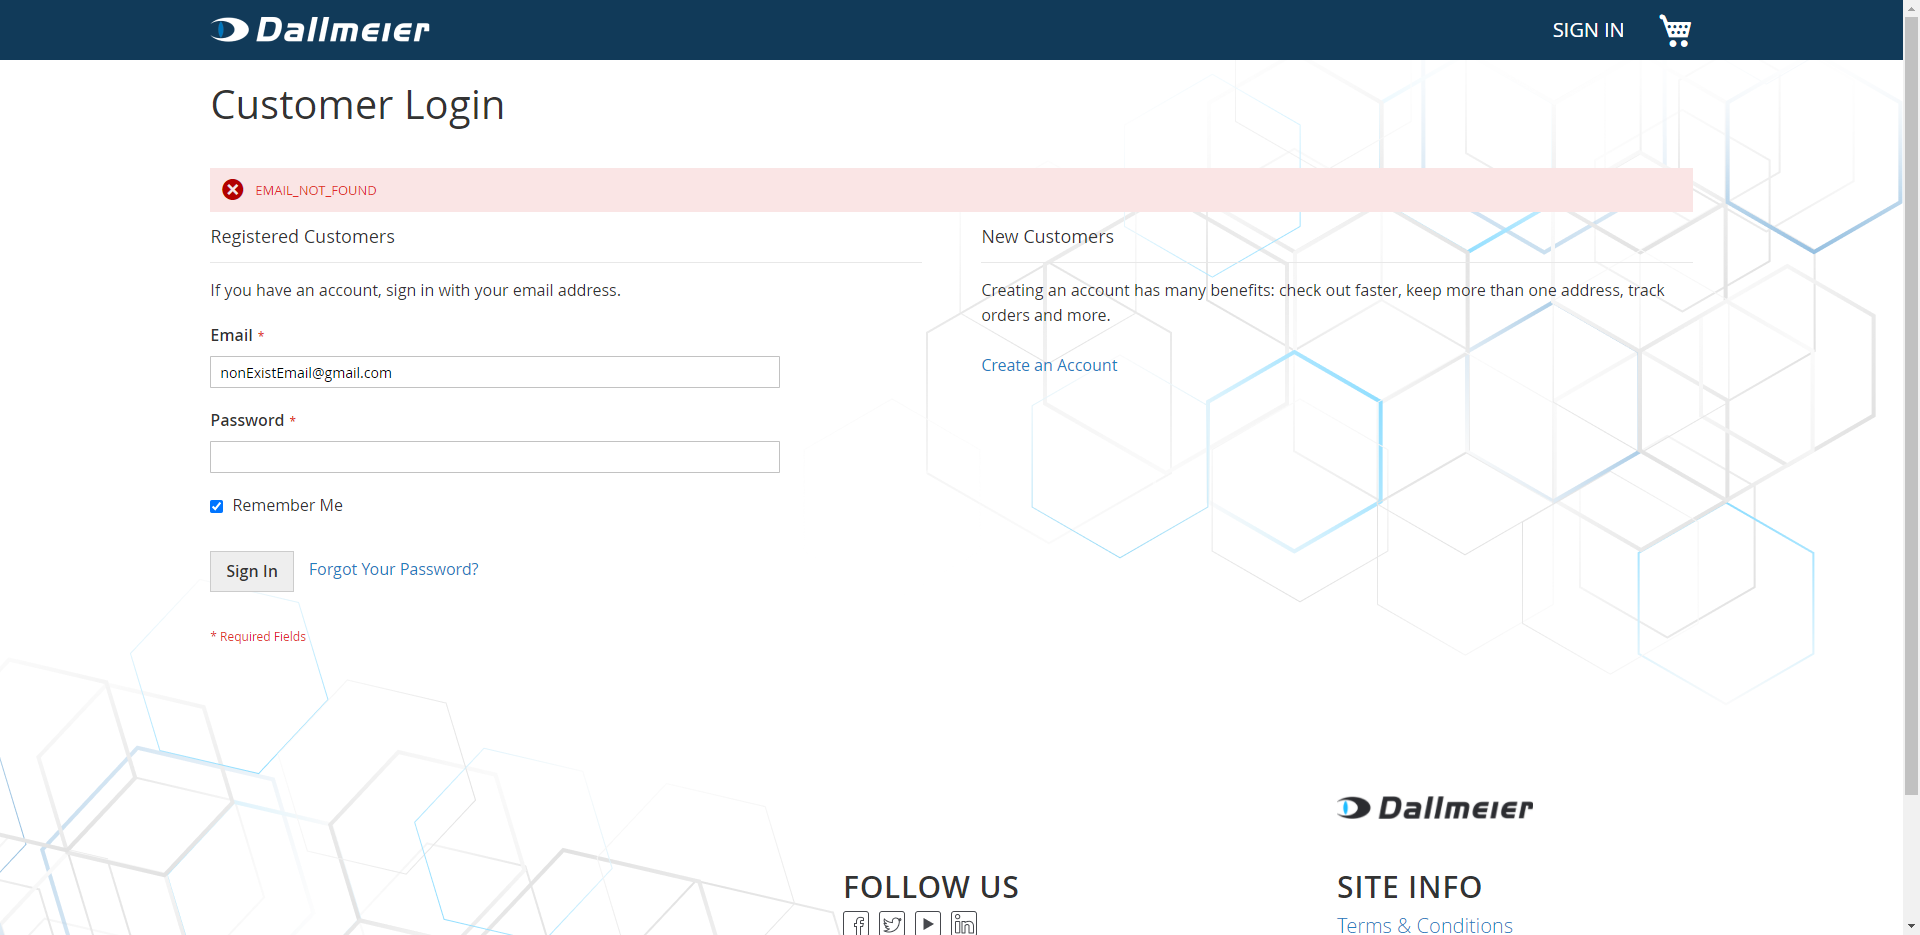 Dallmeier
SIGN IN
Customer Login
EMAIL_NOT_FOUND
Registered Customers
If you have an account, sign in with your email address.
Email *
nonExistEmail@gmail.com
Password *
Remember Me
Sign In
Forgot Your Password?
* Required Fields
New Customers
Creating an account has many benefits: check out faster, keep more than one address, track
orders and more.
Create an Account
Dallmeier
FOLLOW US
SITE INFO
Terms & Conditions